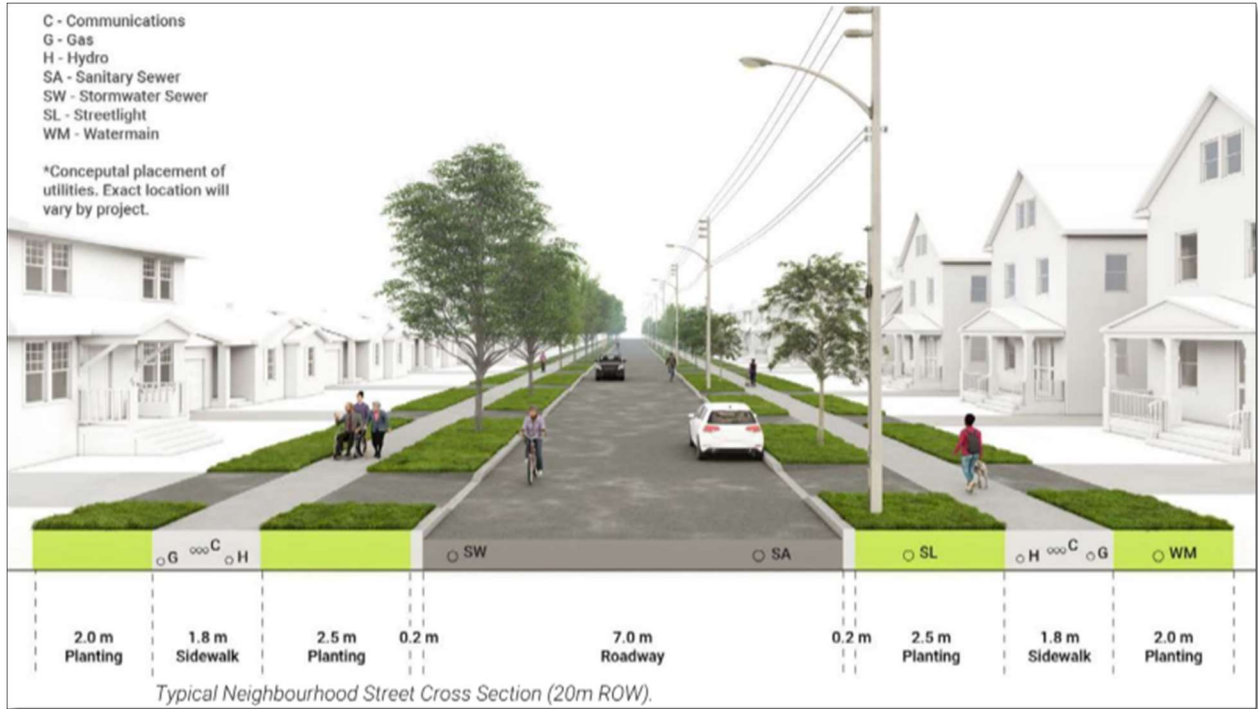 C - Communications
G - Gas
H - Hydro
SA - Sanitary Sewer
SW - Stormwater Sewer
SL - Streetlight
WM - Watermain
*Conceputal placement of
utilities. Exact location will
vary by project.
G C H SW SA SL H C G WM
2.0 m 1.8 m 2.5 m 0.2 m 7.0 m 0.2 m 2.5 m 1.8 m 2.0 m
Planting Sidewalk Planting Roadway Planting Sidewalk Planting
Typical Neighbourhood Street Cross Section (20m ROW).